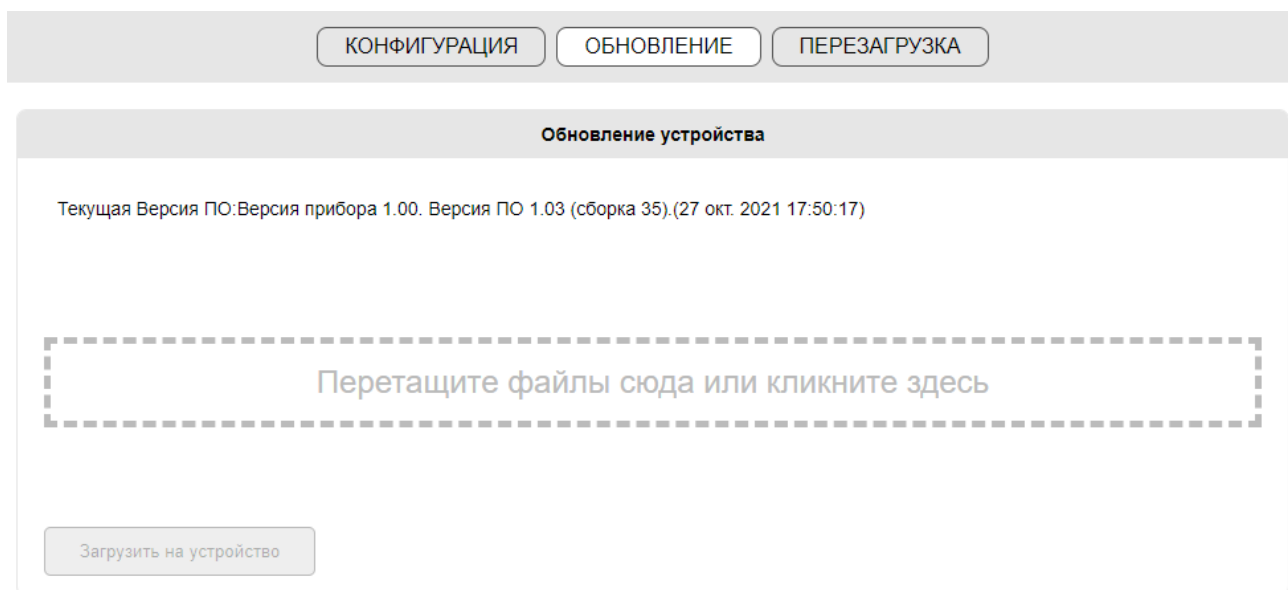 КОНФИГУРАЦИЯ ОБНОВЛЕНИЕ ПЕРЕЗАГРУЗКА
Обновление устройства
Текущая Версия ПО:Версия прибора 1.00. Версия ПО 1.03 (сборка 35).(27 окт. 2021 17:50:17)
Перетащите файлы сюда или кликните здесь
Загрузить на устройство